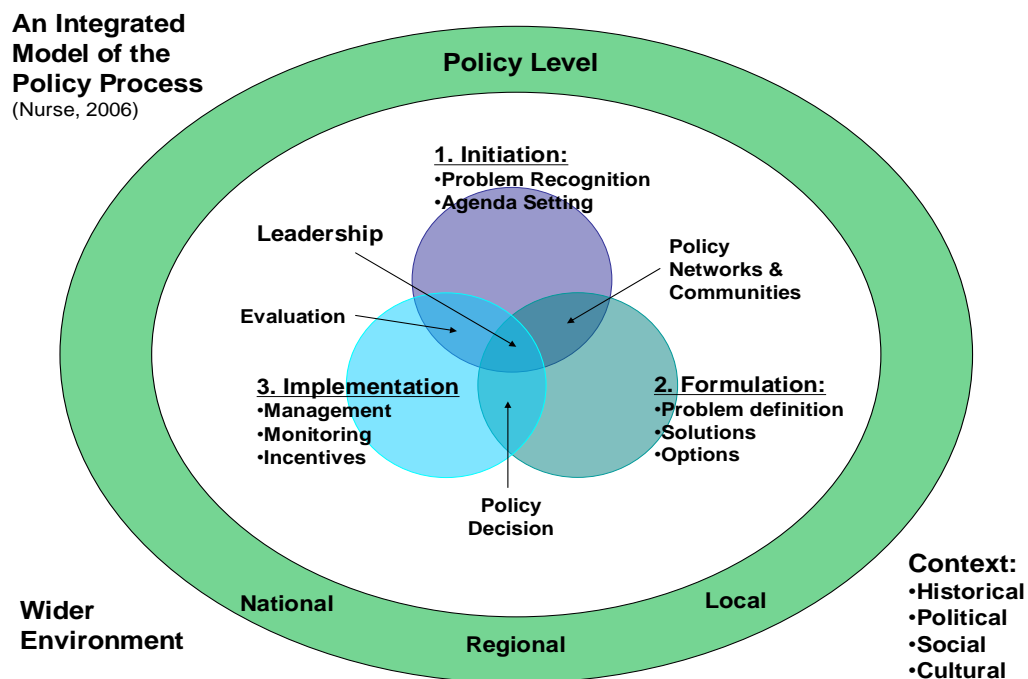 An Integrated
Model of the
Policy Process
(Nurse, 2006)
Policy Level
1. Initiation:
•Problem Recognition
•Agenda Setting
Leadership
Policy
Networks &
Communities
Evaluation
3. Implementation
•Management
•Monitoring
•Incentives
2. Formulation:
•Problem definition
•Solutions
•Options
Policy
Decision
National
Regional
Local
Wider
Environment
Context:
•Historical
•Political
•Social
•Cultural